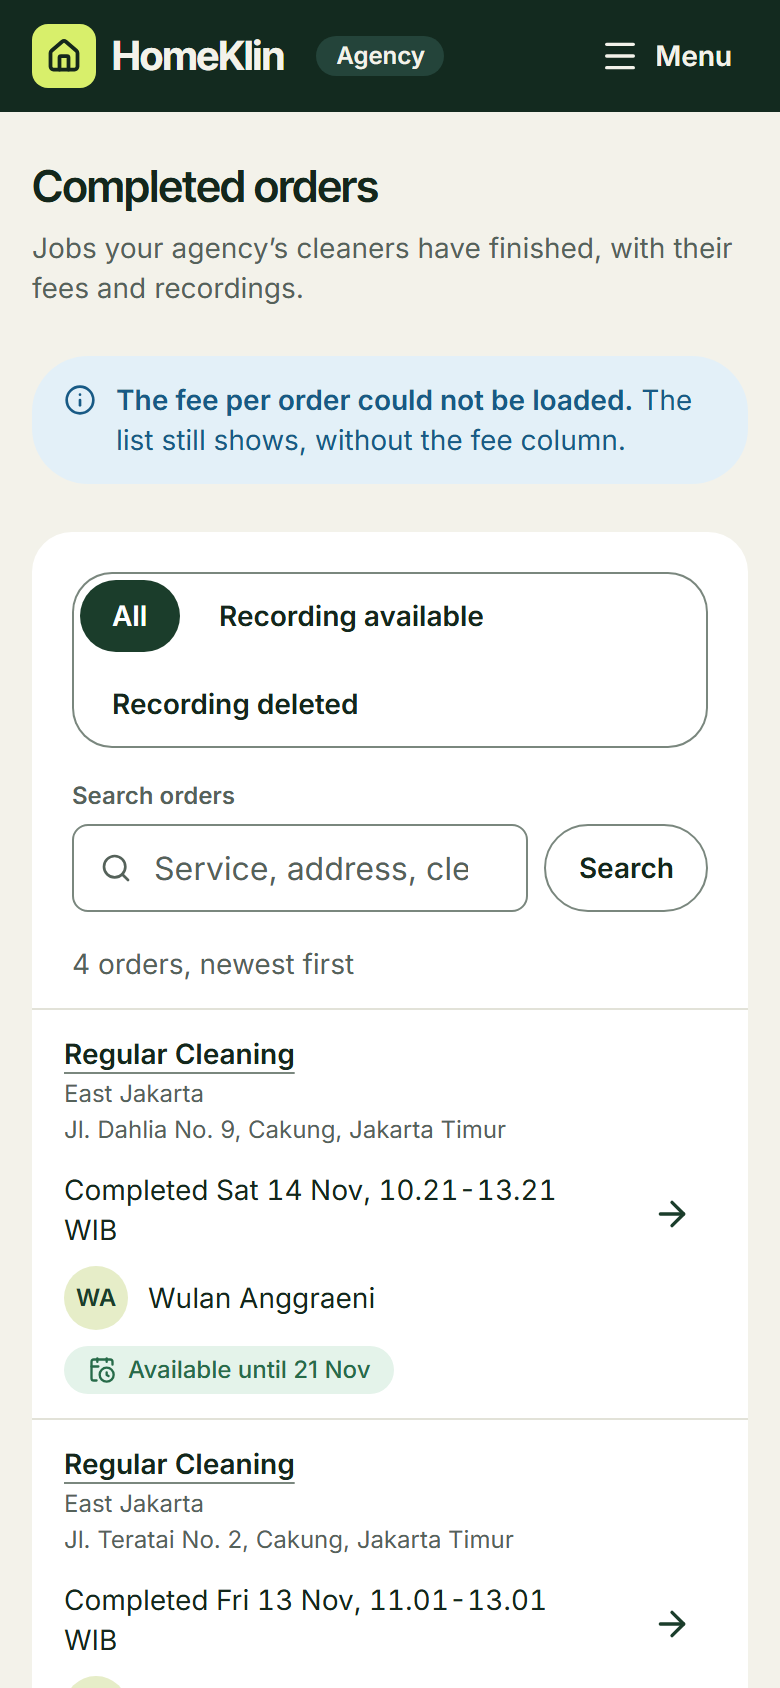 HomeKlin
Agency
Menu
Completed orders
Jobs your agency’s cleaners have finished, with their
fees and recordings.
The fee per order could not be loaded. The
list still shows, without the fee column.
All
Recording available
Recording deleted
Search orders
Service, address, cle
Search
4 orders, newest first
Regular Cleaning
East Jakarta
Jl. Dahlia No. 9, Cakung, Jakarta Timur
Completed Sat 14 Nov, 10.21-13.21
WIB
WA
Wulan Anggraeni
Available until 21 Nov
Regular Cleaning
East Jakarta
Jl. Teratai No. 2, Cakung, Jakarta Timur
Completed Fri 13 Nov, 11.01-13.01
WIB